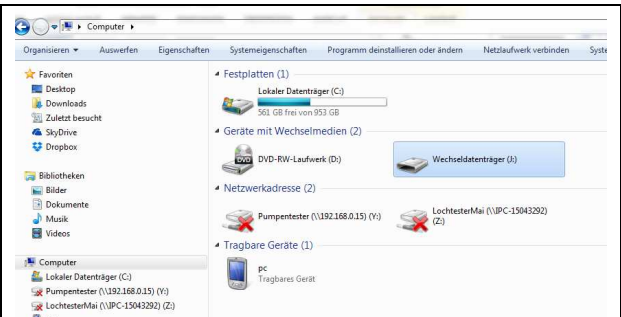 Computer
Organisieren Auswerfen Eigenschaften Systemeigenschaften Programm deinstallieren oder ändern Netzlaufwerk verbinden
Favoriten
Desktop
Downloads
Zuletzt besucht
SkyDrive
Dropbox
Bibliotheken
Bilder
Dokumente
Musik
Videos
Computer
Lokaler Datenträger (C:)
Pumpentester (\\192.168.0.15) (Y:)
LochtesterMai (\\IPC-15043292) (Z:)
Festplatten (1)
Lokaler Datenträger (C:)
561 GB frei von 953 GB
Geräte mit Wechselmedien (2)
DVD
DVD-RW-Laufwerk (D:)
Wechseldatenträger (J:)
Netzwerkadresse (2)
Pumpentester (\\192.168.0.15) (Y:)
LochtesterMai (\\IPC-15043292)
(Z:)
Tragbare Geräte (1)
pc
Tragbares Gerät